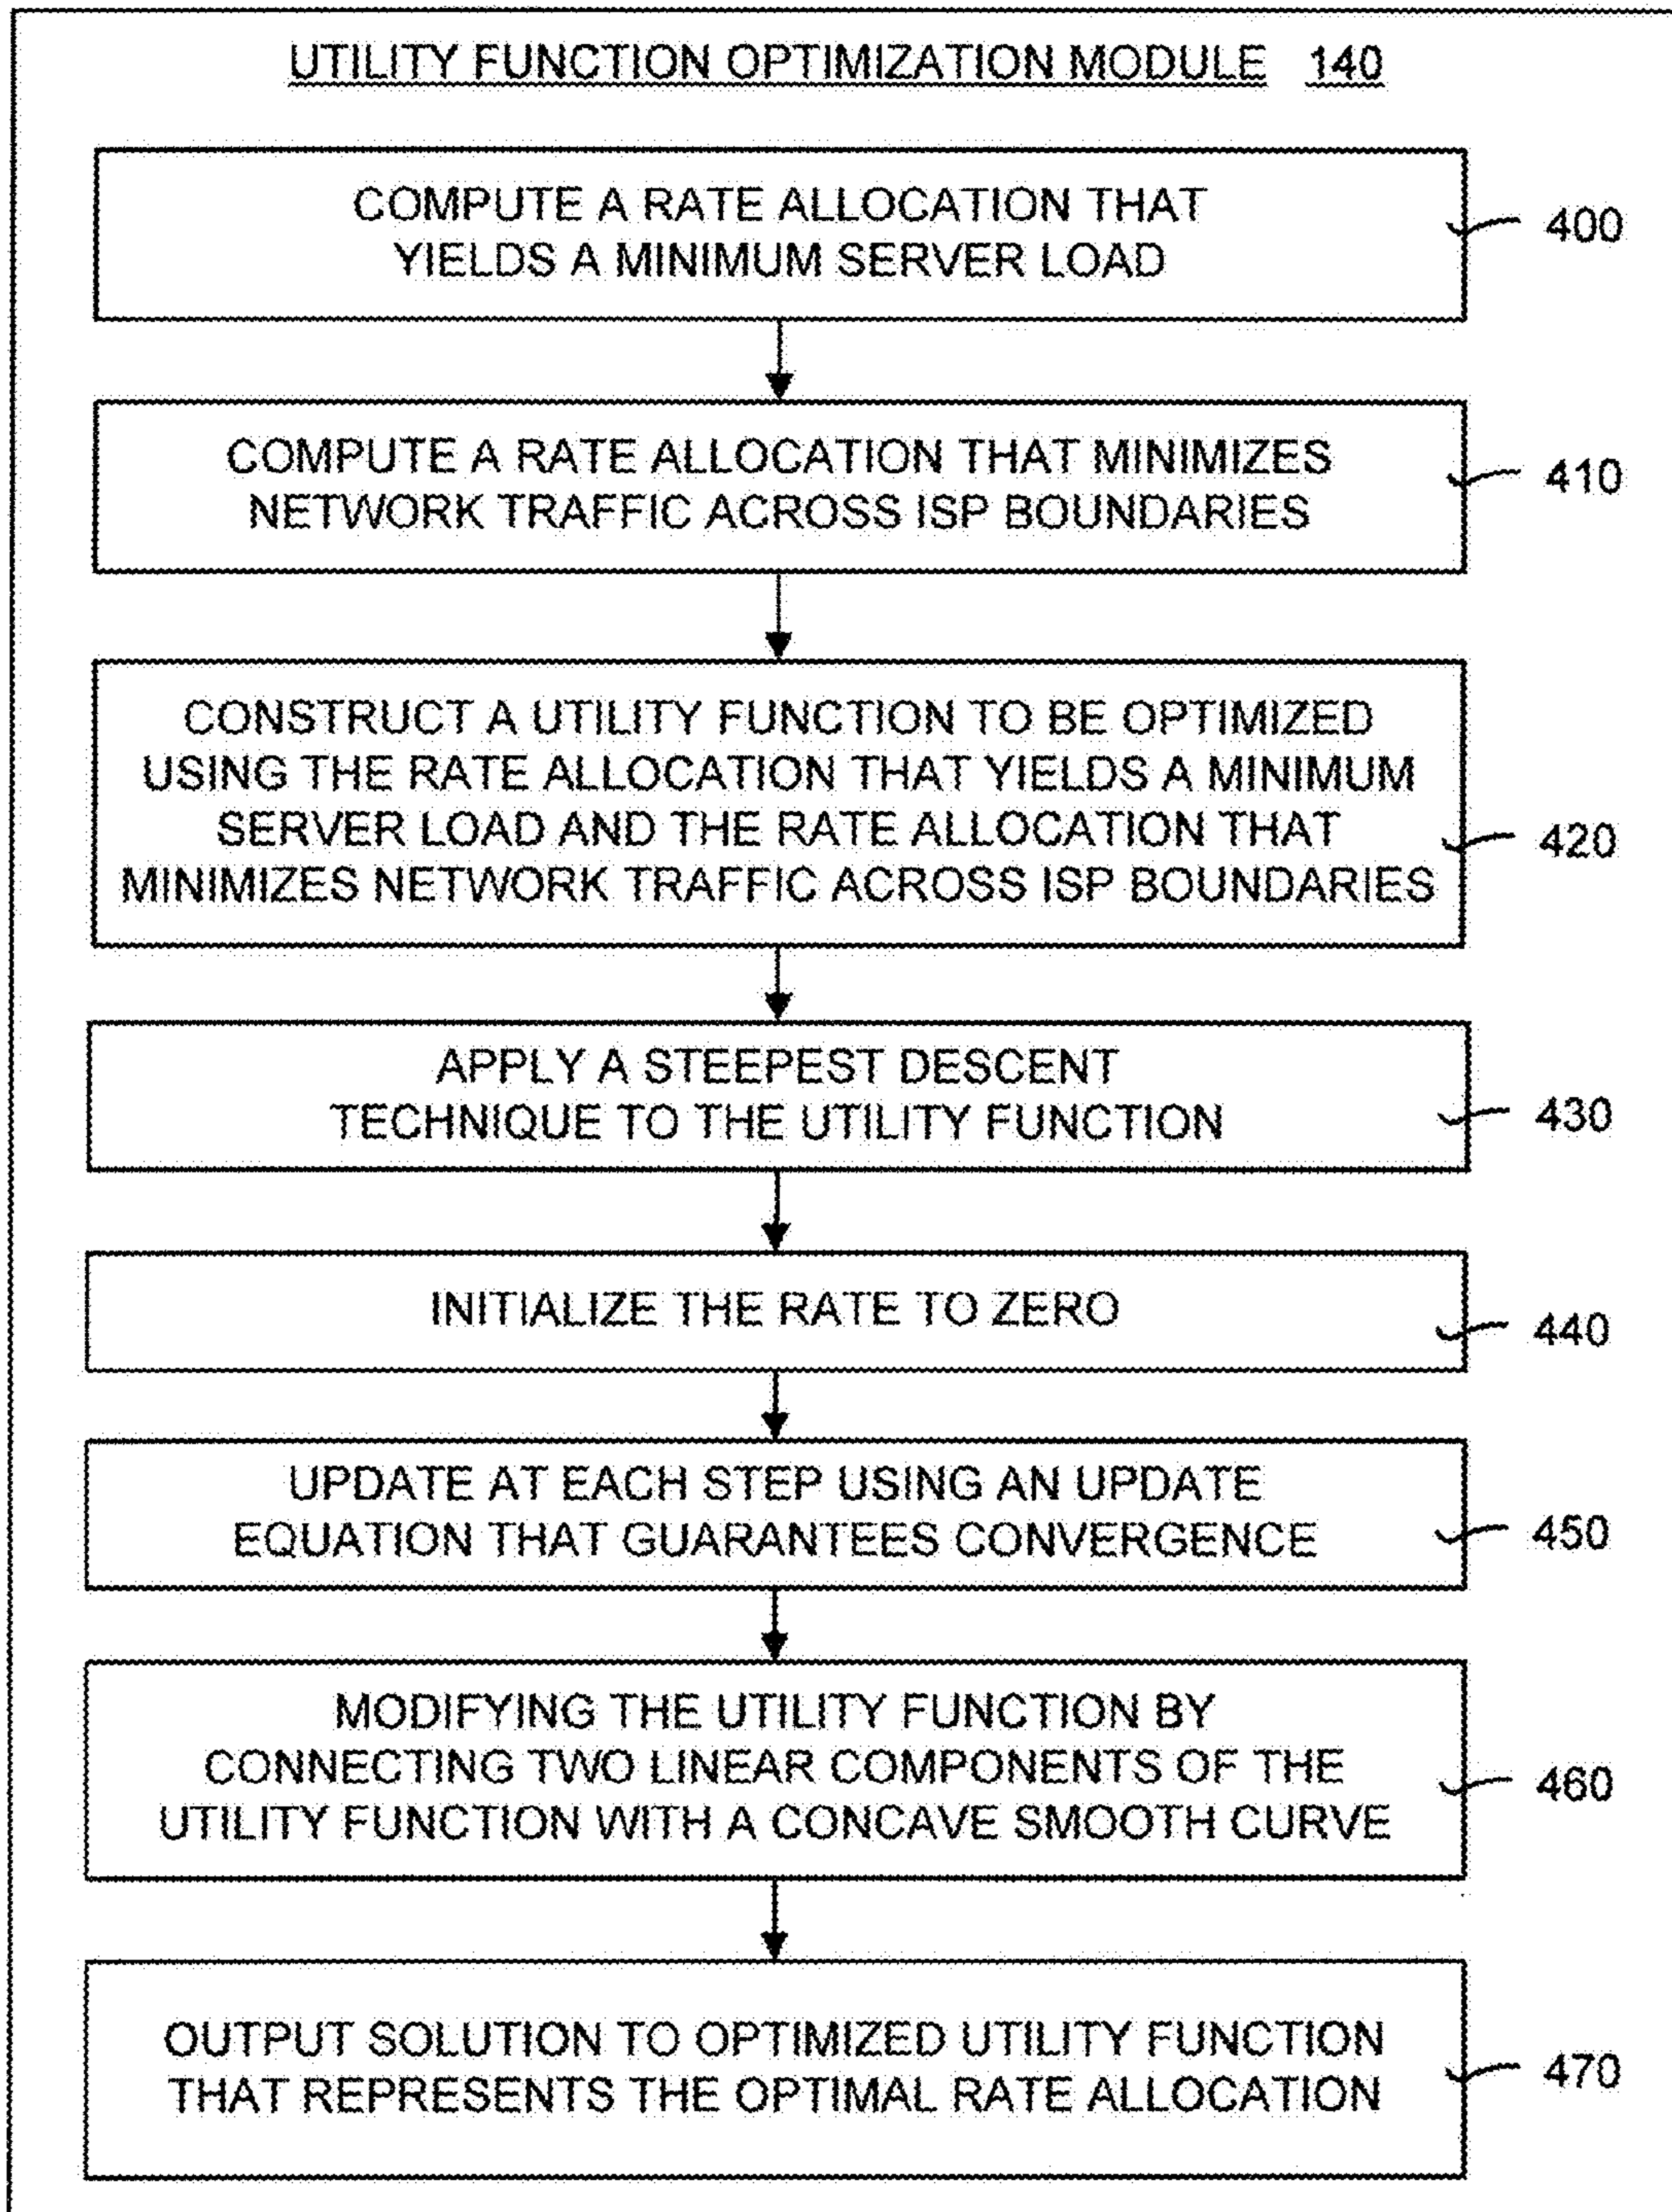 UTILITY FUNCTION OPTIMIZATION MODULE 140
COMPUTE A RATE ALLOCATION THAT
YIELDS A MINIMUM SERVER LOAD
400
COMPUTE A RATE ALLOCATION THAT MINIMIZES
NETWORK TRAFFIC ACROSS ISP BOUNDARIES
410
CONSTRUCT A UTILITY FUNCTION TO BE OPTIMIZED
USING THE RATE ALLOCATION THAT YIELDS A MINIMUM
SERVER LOAD AND THE RATE ALLOCATION THAT
MINIMIZES NETWORK TRAFFIC ACROSS ISP BOUNDARIES
420
APPLY A STEEPEST DESCENT
TECHNIQUE TO THE UTILITY FUNCTION
430
INITIALIZE THE RATE TO ZERO
440
UPDATE AT EACH STEP USING AN UPDATE
EQUATION THAT GUARANTEES CONVERGENCE
450
MODIFYING THE UTILITY FUNCTION BY
CONNECTING TWO LINEAR COMPONENTS OF THE
UTILITY FUNCTION WITH A CONCAVE SMOOTH CURVE
460
OUTPUT SOLUTION TO OPTIMIZED UTILITY FUNCTION
THAT REPRESENTS THE OPTIMAL RATE ALLOCATION
470